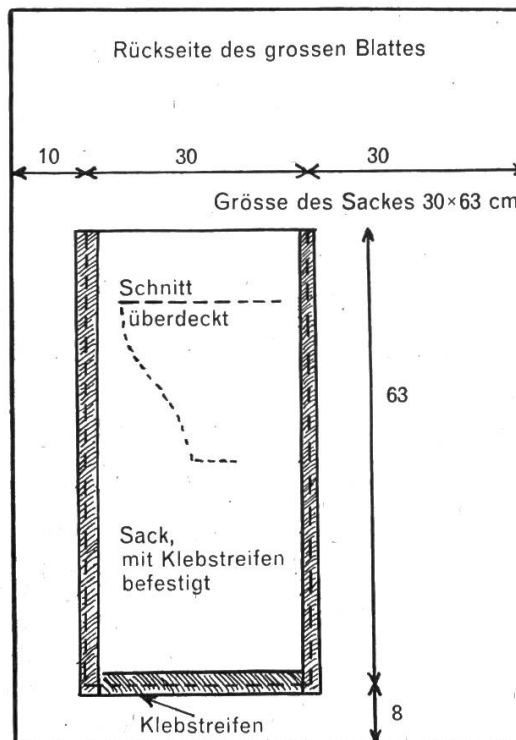 Rückseite des grossen Blattes
10 30 30
Grösse des Sackes 30×63 cm
Schnitt
überdeckt
63
Sack,
mit Klebstreifen
befestigt
8
Klebstreifen